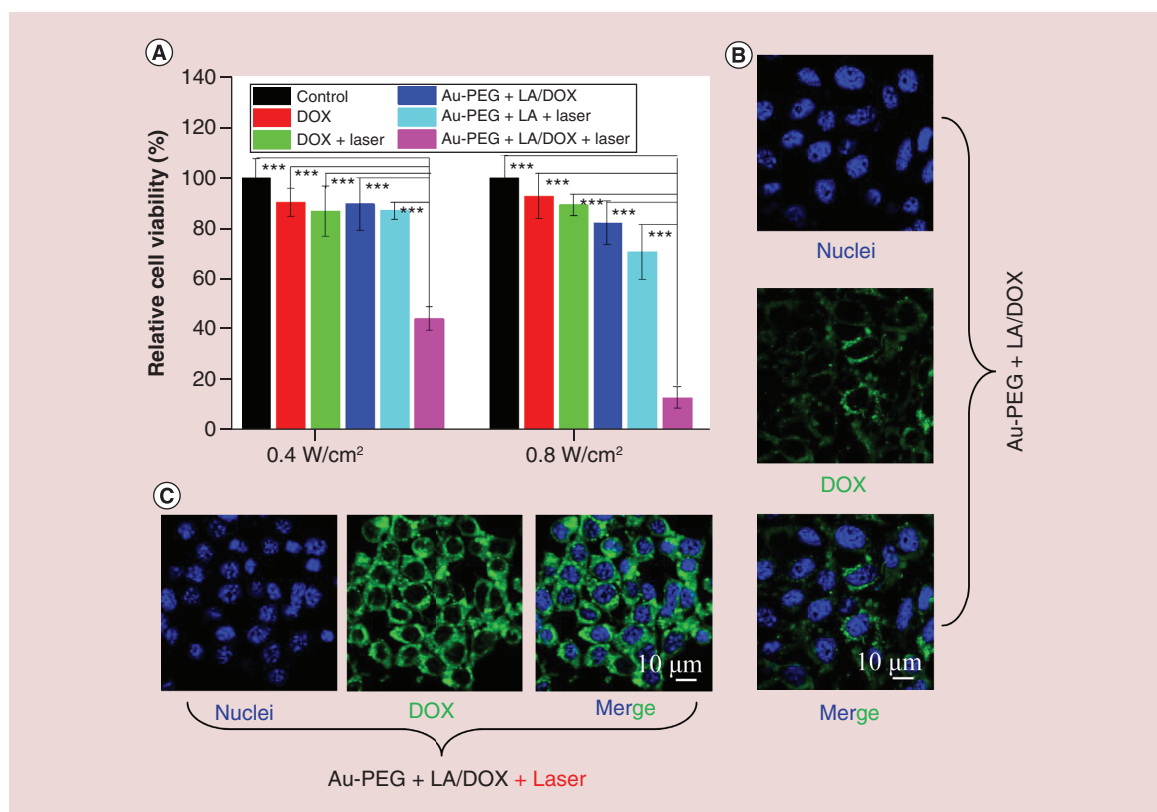 A
Relative cell viability (%)
140
120
100
80
60
40
20
0
Control
DOX
DOX + laser
Au-PEG + LA/DOX
Au-PEG + LA + laser
Au-PEG + LA/DOX + laser
***
***
***
***
***
***
***
***
***
***
0.4 W/cm²
0.8 W/cm²
B
Nuclei
DOX
10 μm
Merge
Au-PEG + LA/DOX
C
10 μm
Nuclei
DOX
Merge
Au-PEG + LA/DOX + Laser